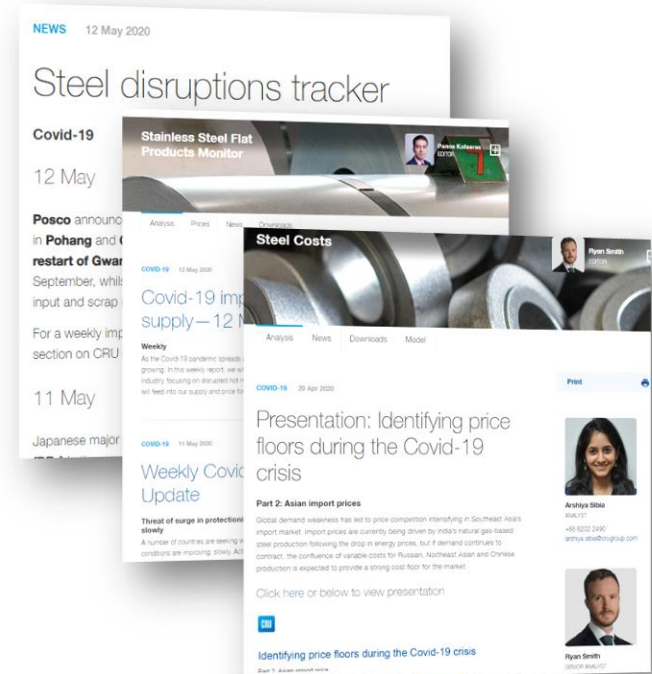 NEWS 12 May 2020
Steel disruptions tracker
Covid-19
12 May
Posco announc
in Pohang and
restart of Gwan
September, whils
input and scrap
For a weekly imp
section on CRU
11 May
Japanese major
Stainless Steel Flat
Products Monitor
Panos Kotseras
EDITOR
Analysis Prices News Downloads
COVID-19 12 May 2020
Covid-19 imp
supply—12 M
Weekly
As the Covid-19 pandemic spreads
growing. In this weekly report, we wi
industry, focusing on disrupted hot m
will feed into our supply and price fo
COVID-19 11 May 2020
Weekly Covid
Update
Threat of surge in protection
slowly
A number of countries are seeking
conditions are improving, slowly. Act
Steel Costs
Ryan Smith
EDITOR
Analysis News Downloads Model
COVID-19 29 Apr 2020
Print
Presentation: Identifying price
floors during the Covid-19
crisis
Part 2: Asian import prices
Global demand weakness has led to price competition intensifying in Southeast Asia's
import market. Import prices are currently being driven by India's natural gas-based
steel production following the drop in energy prices, but if demand continues to
contract, the confluence of variable costs for Russian, Northeast Asian and Chinese
production is expected to provide a strong cost floor for the market.
Click here or below to view presentation
CRU
Identifying price floors during the Covid-19 crisis
Arshiya Sibia
ANALYST
+65 6232 2490
arshiya.sibia@crugroup.com
Ryan Smith
SENIOR ANALYST